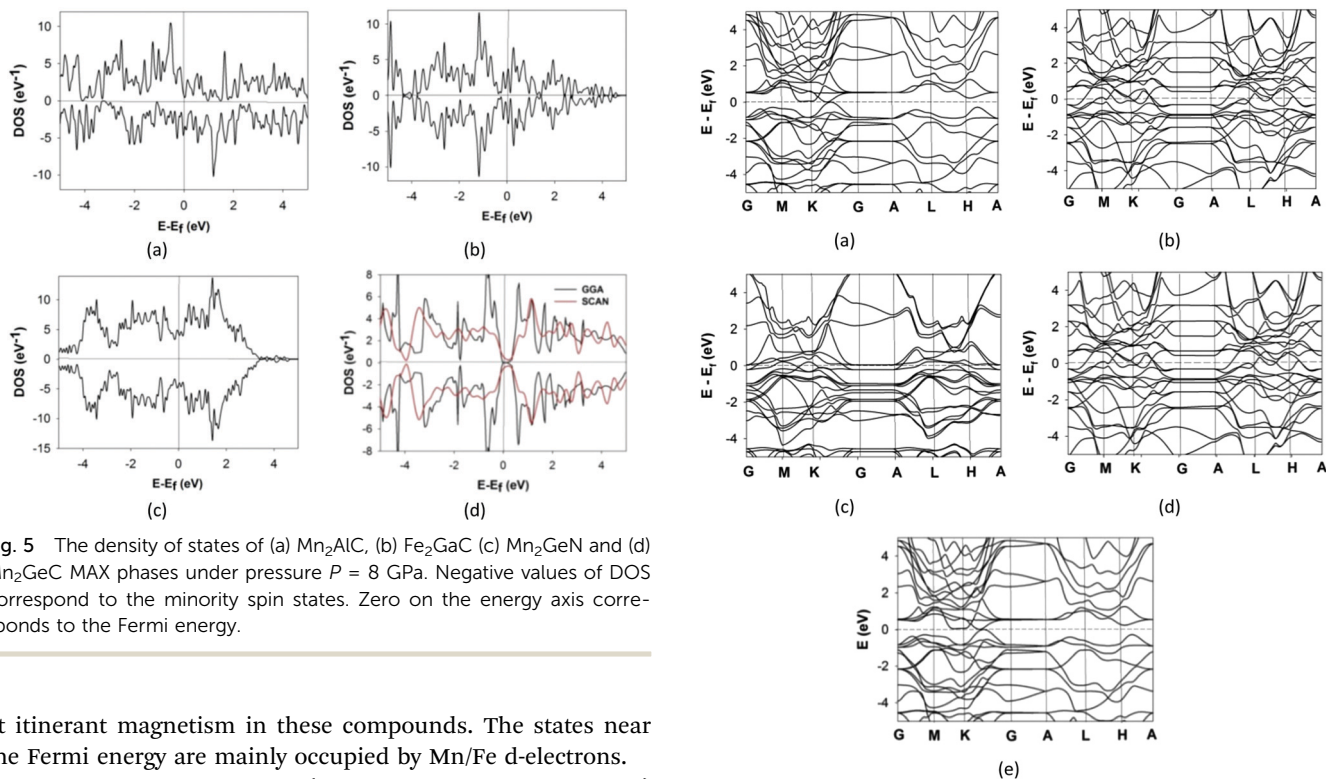 DOS (eV⁻¹)
10
5
0
-5
-10
-4 -2 0 2 4
E-Ef (eV)
(a)
DOS (eV⁻¹)
10
5
0
-5
-10
-4 -2 0 2 4
E-Ef (eV)
(b)
DOS (eV⁻¹)
10
5
0
-5
-10
-15
-4 -2 0 2 4
E-Ef (eV)
(c)
DOS (eV⁻¹)
8
6
4
2
0
-2
-4
-6
-8
GGA
SCAN
-4 -2 0 2 4
E-Ef (eV)
(d)
g. 5 The density of states of (a) Mn₂AlC, (b) Fe₂GaC (c) Mn₂GeN and (d)
n₂GeC MAX phases under pressure P = 8 GPa. Negative values of DOS
orrespond to the minority spin states. Zero on the energy axis corre-
ponds to the Fermi energy.
t itinerant magnetism in these compounds. The states near
he Fermi energy are mainly occupied by Mn/Fe d-electrons.
E - Ef (eV)
4
2
0
-2
-4
G M K G A L H A
(a)
E - Ef (eV)
4
2
0
-2
-4
G M K G A L H A
(b)
E - Ef (eV)
4
2
0
-2
-4
G M K G A L H A
(c)
E - Ef (eV)
4
2
0
-2
-4
G M K G A L H A
(d)
E (eV)
4
2
0
-2
-4
G M K G A L H A
(e)